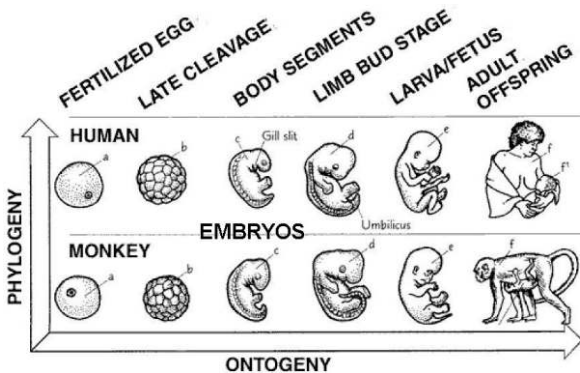 FERTILIZED EGG
LATE CLEAVAGE
BODY SEGMENTS
LIMB BUD STAGE
LARVA/FETUS
ADULT
OFFSPRING
HUMAN
a
b
c
Gill slit
d
e
f
f¹
Umbilicus
EMBRYOS
MONKEY
a
b
c
d
e
f
PHYLOGENY
ONTOGENY